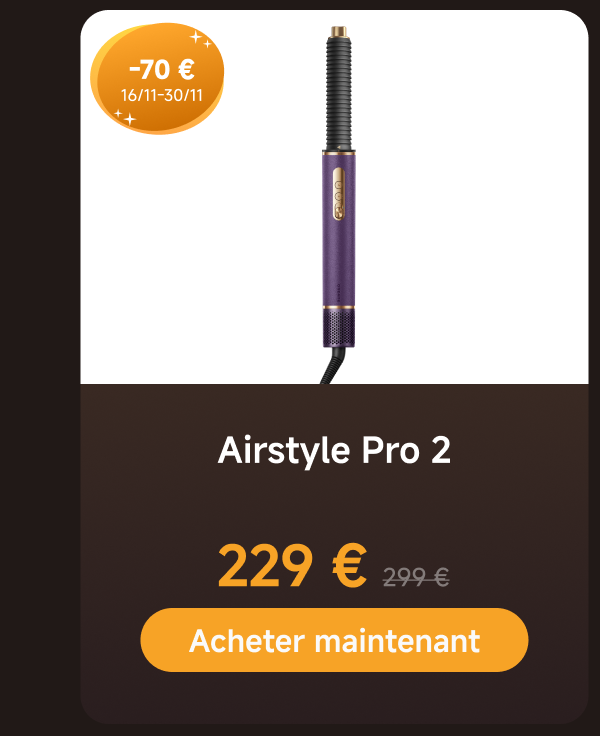 -70 €
16/11-30/11
Airstyle Pro 2
229 € 299 €
Acheter maintenant